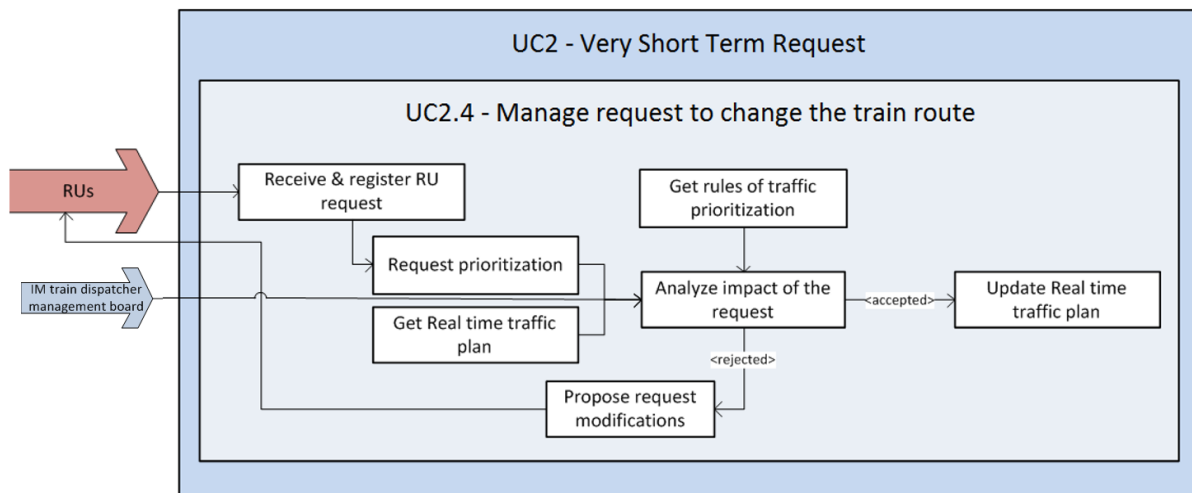 UC2 - Very Short Term Request
UC2.4 - Manage request to change the train route
RUs
Receive & register RU
request
Get rules of traffic
prioritization
Request prioritization
IM train dispatcher
management board
Analyze impact of the
request
<accepted>
Update Real time
traffic plan
Get Real time traffic
plan
<rejected>
Propose request
modifications